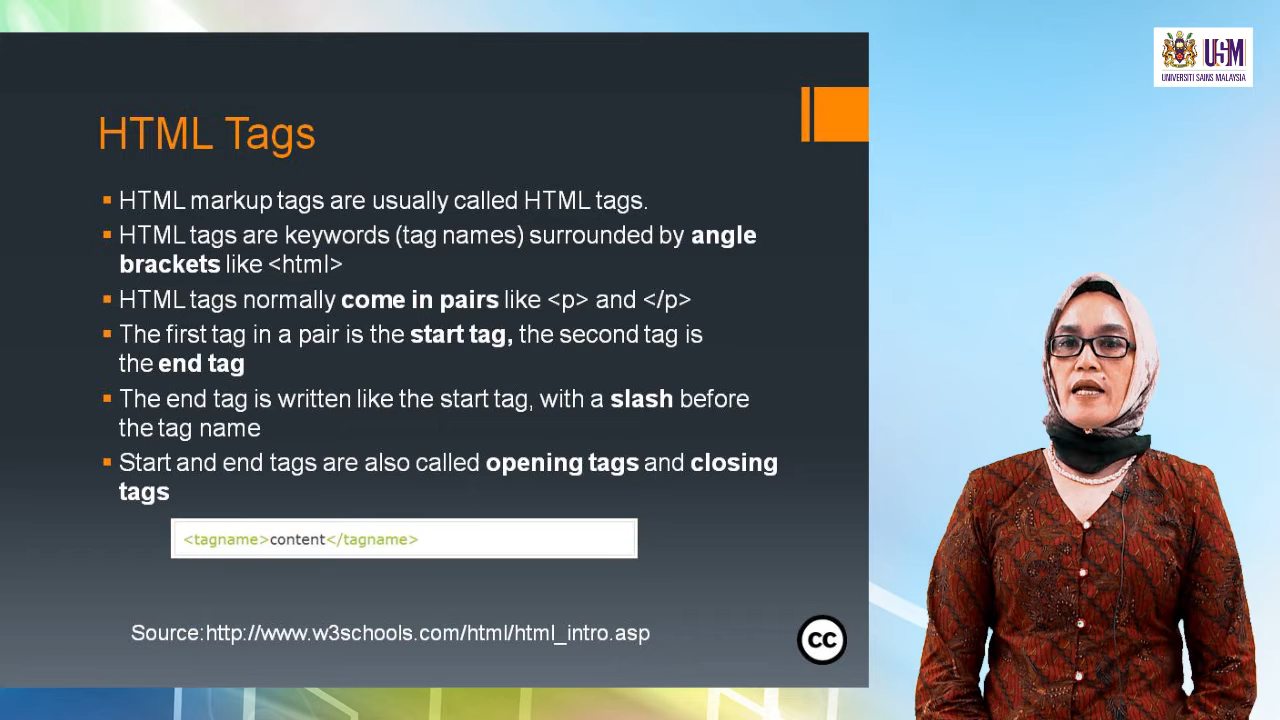 USM
UNIVERSITI SAINS MALAYSIA
HTML Tags
HTML markup tags are usually called HTML tags.
HTML tags are keywords (tag names) surrounded by angle
brackets like <html>
HTML tags normally come in pairs like <p> and </p>
The first tag in a pair is the start tag, the second tag is
the end tag
The end tag is written like the start tag, with a slash before
the tag name
Start and end tags are also called opening tags and closing
tags
<tagname>content</tagname>
Source:http://www.w3schools.com/html/html_intro.asp
cc